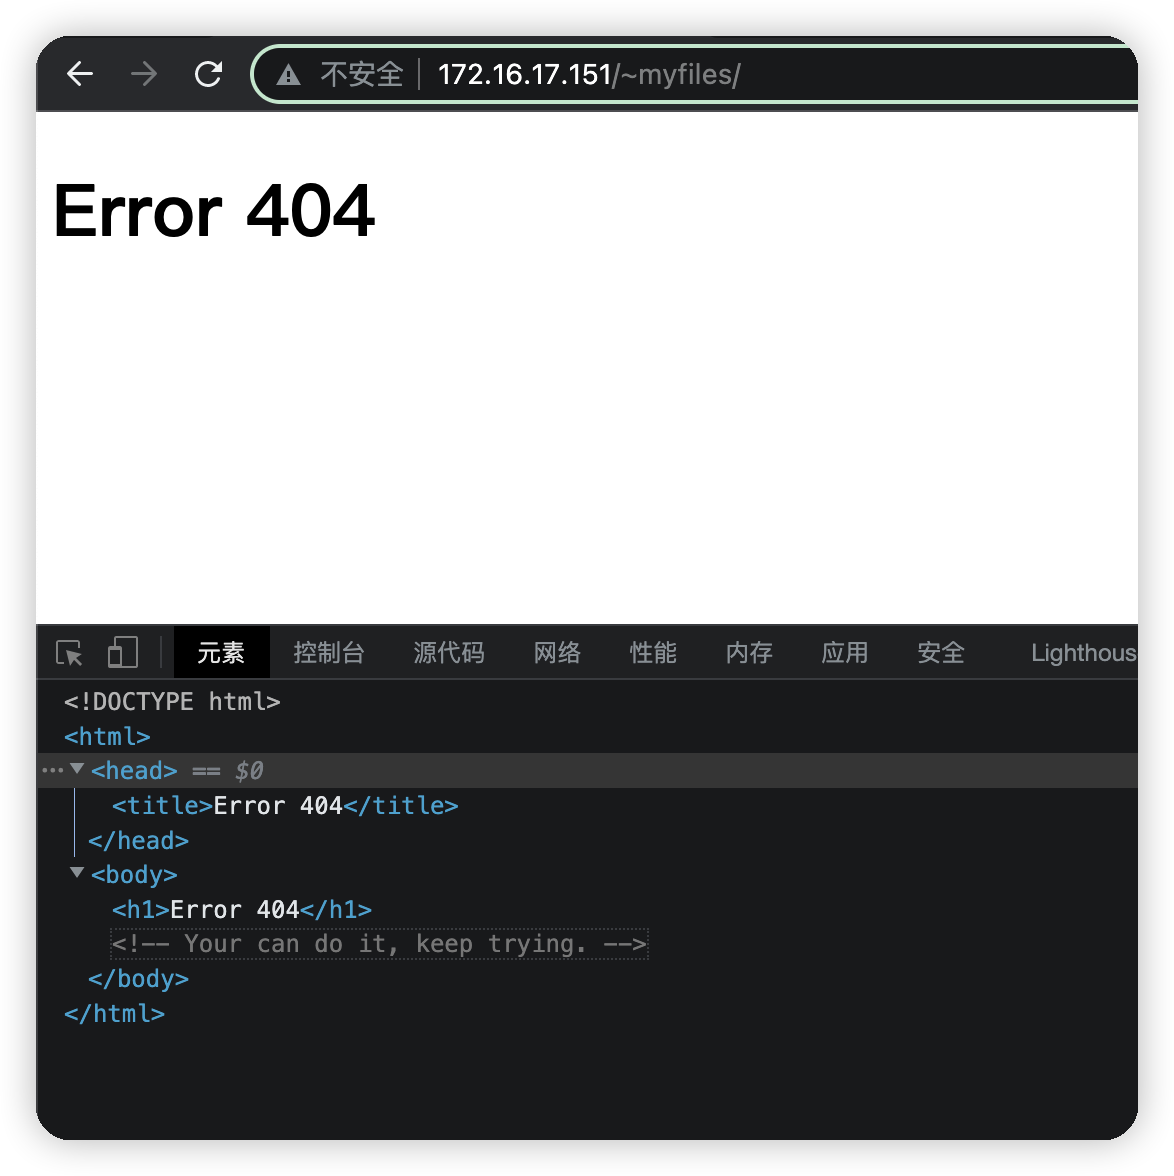 不安全 172.16.17.151/~myfiles/
Error 404
元素 控制台 源代码 网络 性能 内存 应用 安全 Lighthous
<!DOCTYPE html>
<html>
<head> == $0
<title>Error 404</title>
</head>
<body>
<h1>Error 404</h1>
<!-- Your can do it, keep trying. -->
</body>
</html>